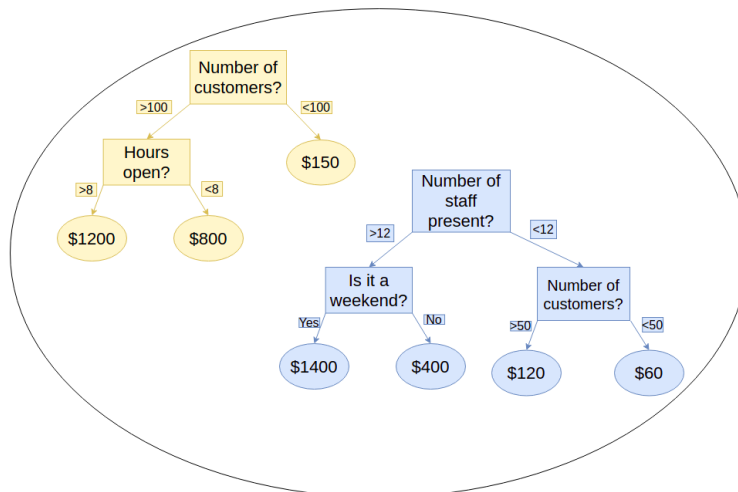 Number of
customers?
>100
<100
Hours
open?
$150
>8
<8
$1200
$800
Number of
staff
present?
>12
<12
Is it a
weekend?
Number of
customers?
Yes
No
>50
<50
$1400
$400
$120
$60